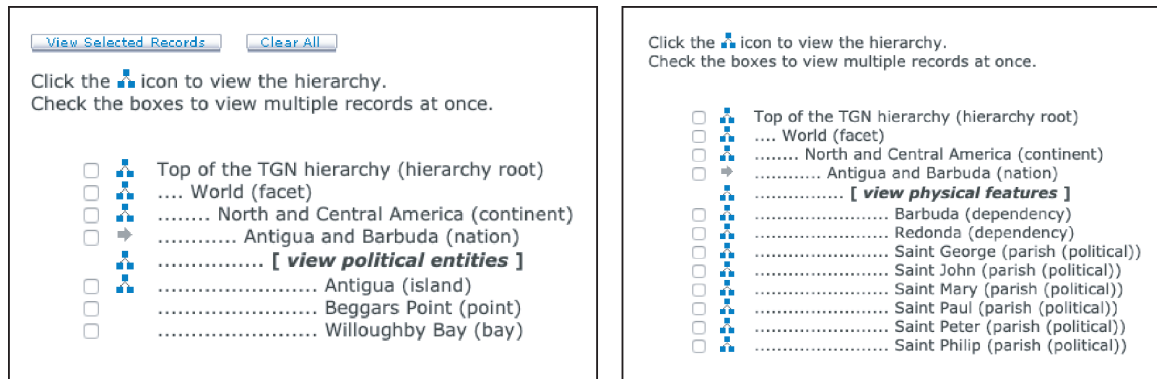 View Selected Records Clear All
Click the icon to view the hierarchy.
Check the boxes to view multiple records at once.
Top of the TGN hierarchy (hierarchy root)
.... World (facet)
........ North and Central America (continent)
............ Antigua and Barbuda (nation)
................ [ view political entities ]
........................ Antigua (island)
........................ Beggars Point (point)
........................ Willoughby Bay (bay)
Click the icon to view the hierarchy.
Check the boxes to view multiple records at once.
Top of the TGN hierarchy (hierarchy root)
.... World (facet)
........ North and Central America (continent)
............ Antigua and Barbuda (nation)
................ [ view physical features ]
........................ Barbuda (dependency)
........................ Redonda (dependency)
........................ Saint George (parish (political))
........................ Saint John (parish (political))
........................ Saint Mary (parish (political))
........................ Saint Paul (parish (political))
........................ Saint Peter (parish (political))
........................ Saint Philip (parish (political))